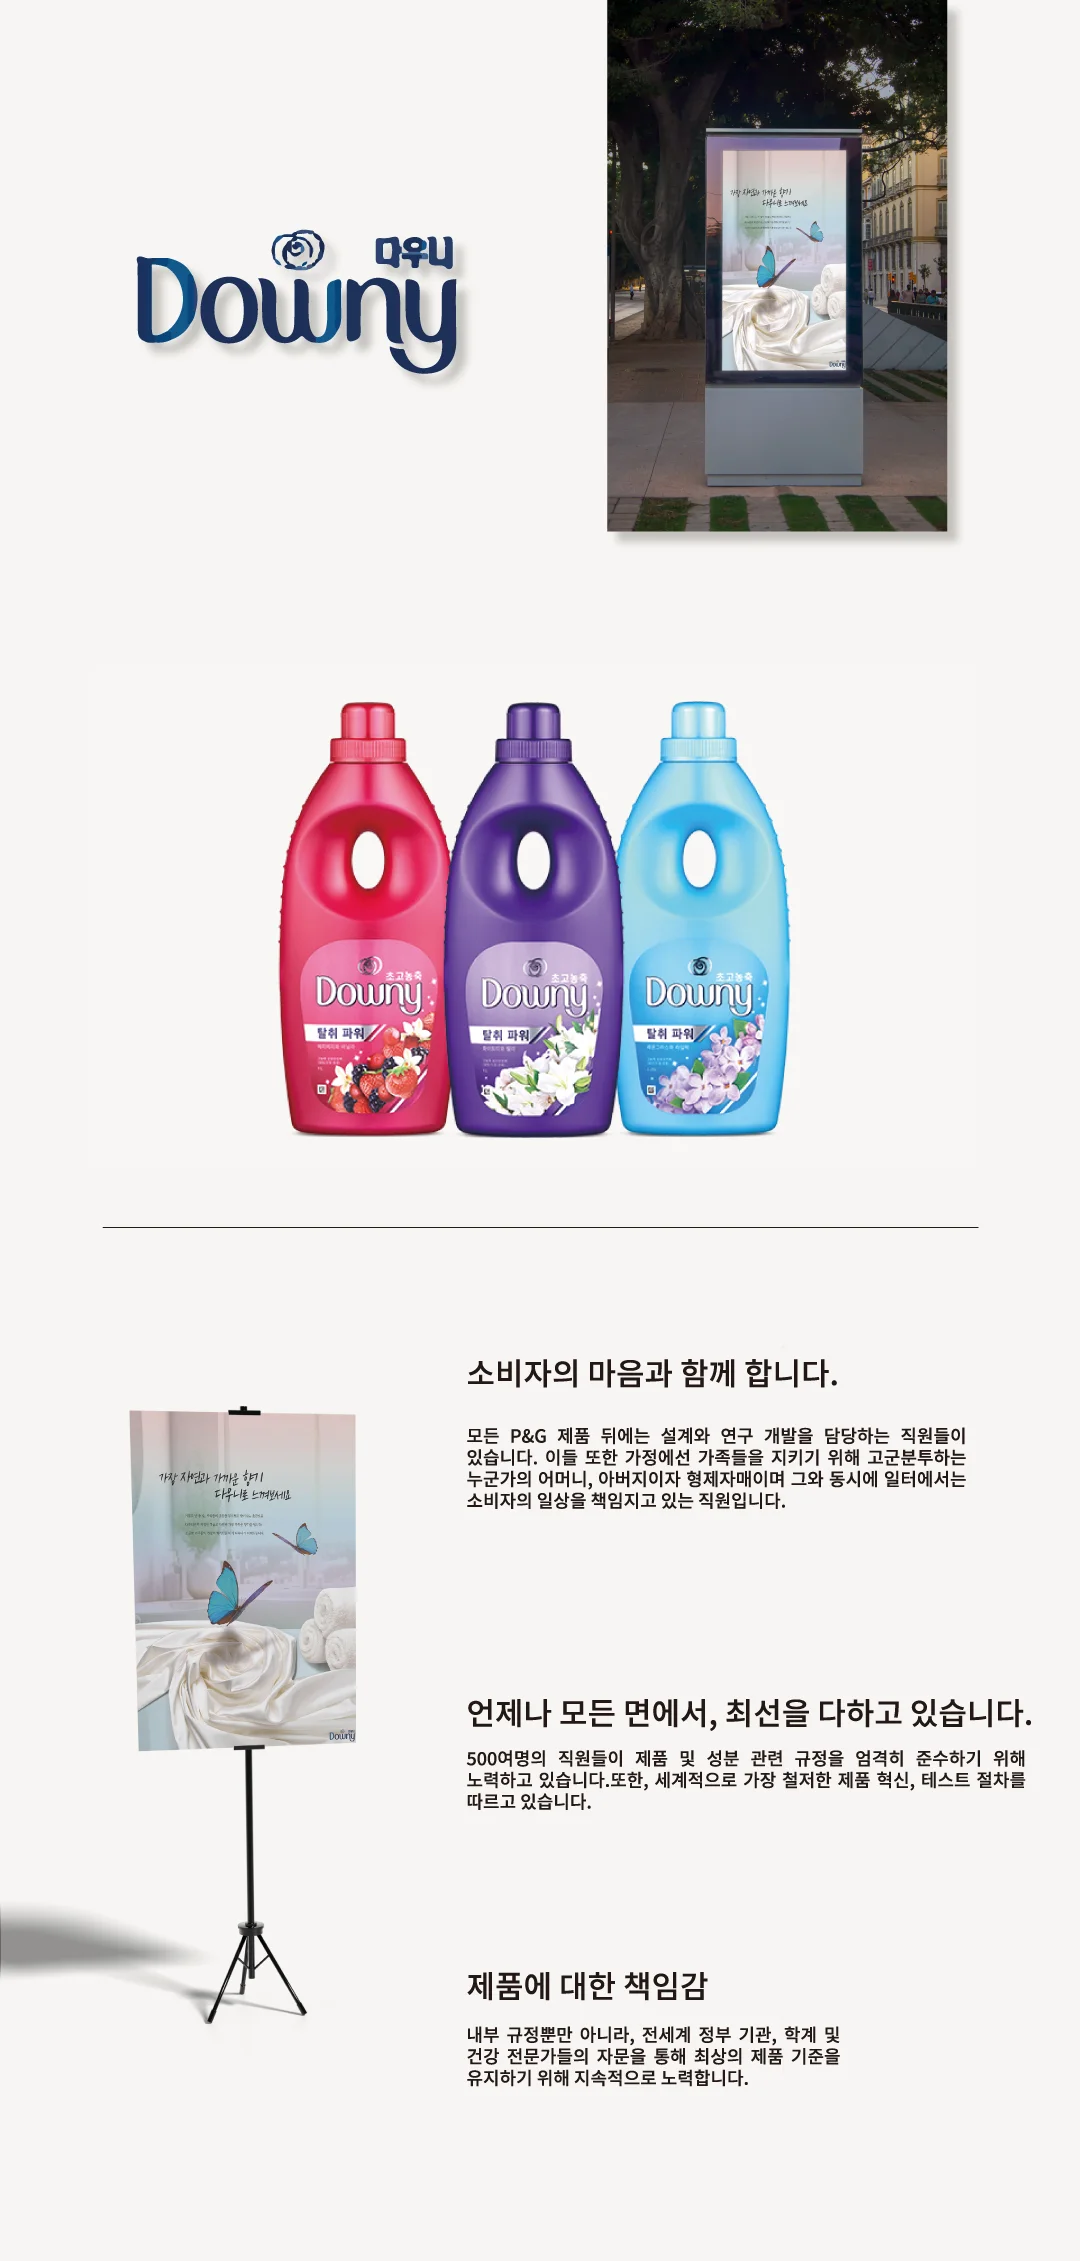 가장 자연과 가까운 향기
다우니로 느껴보세요
Downy
다우니
Downy
초고농축
Downy
탈취 파워
초고농축
Downy
탈취 파워
초고농축
Downy
탈취 파워
소비자의 마음과 함께 합니다.
모든 P&G 제품 뒤에는 설계와 연구 개발을 담당하는 직원들이
있습니다. 이들 또한 가정에선 가족들을 지키기 위해 고군분투하는
누군가의 어머니, 아버지이자 형제자매이며 그와 동시에 일터에서는
소비자의 일상을 책임지고 있는 직원입니다.
가장 자연과 가까운 향기
다우니로 느껴보세요
Downy
언제나 모든 면에서, 최선을 다하고 있습니다.
500여명의 직원들이 제품 및 성분 관련 규정을 엄격히 준수하기 위해
노력하고 있습니다.또한, 세계적으로 가장 철저한 제품 혁신, 테스트 절차를
따르고 있습니다.
제품에 대한 책임감
내부 규정뿐만 아니라, 전세계 정부 기관, 학계 및
건강 전문가들의 자문을 통해 최상의 제품 기준을
유지하기 위해 지속적으로 노력합니다.